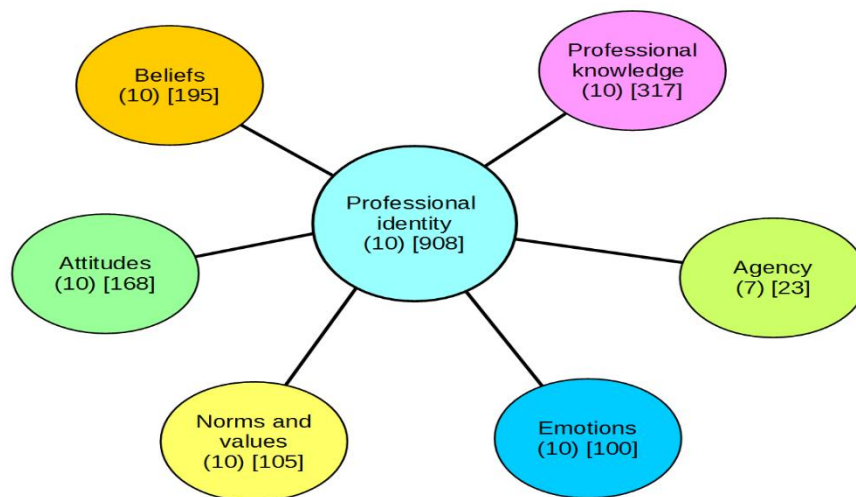 Beliefs
(10) [195]
Professional
knowledge
(10) [317]
Professional
identity
(10) [908]
Attitudes
(10) [168]
Agency
(7) [23]
Norms and
values
(10) [105]
Emotions
(10) [100]